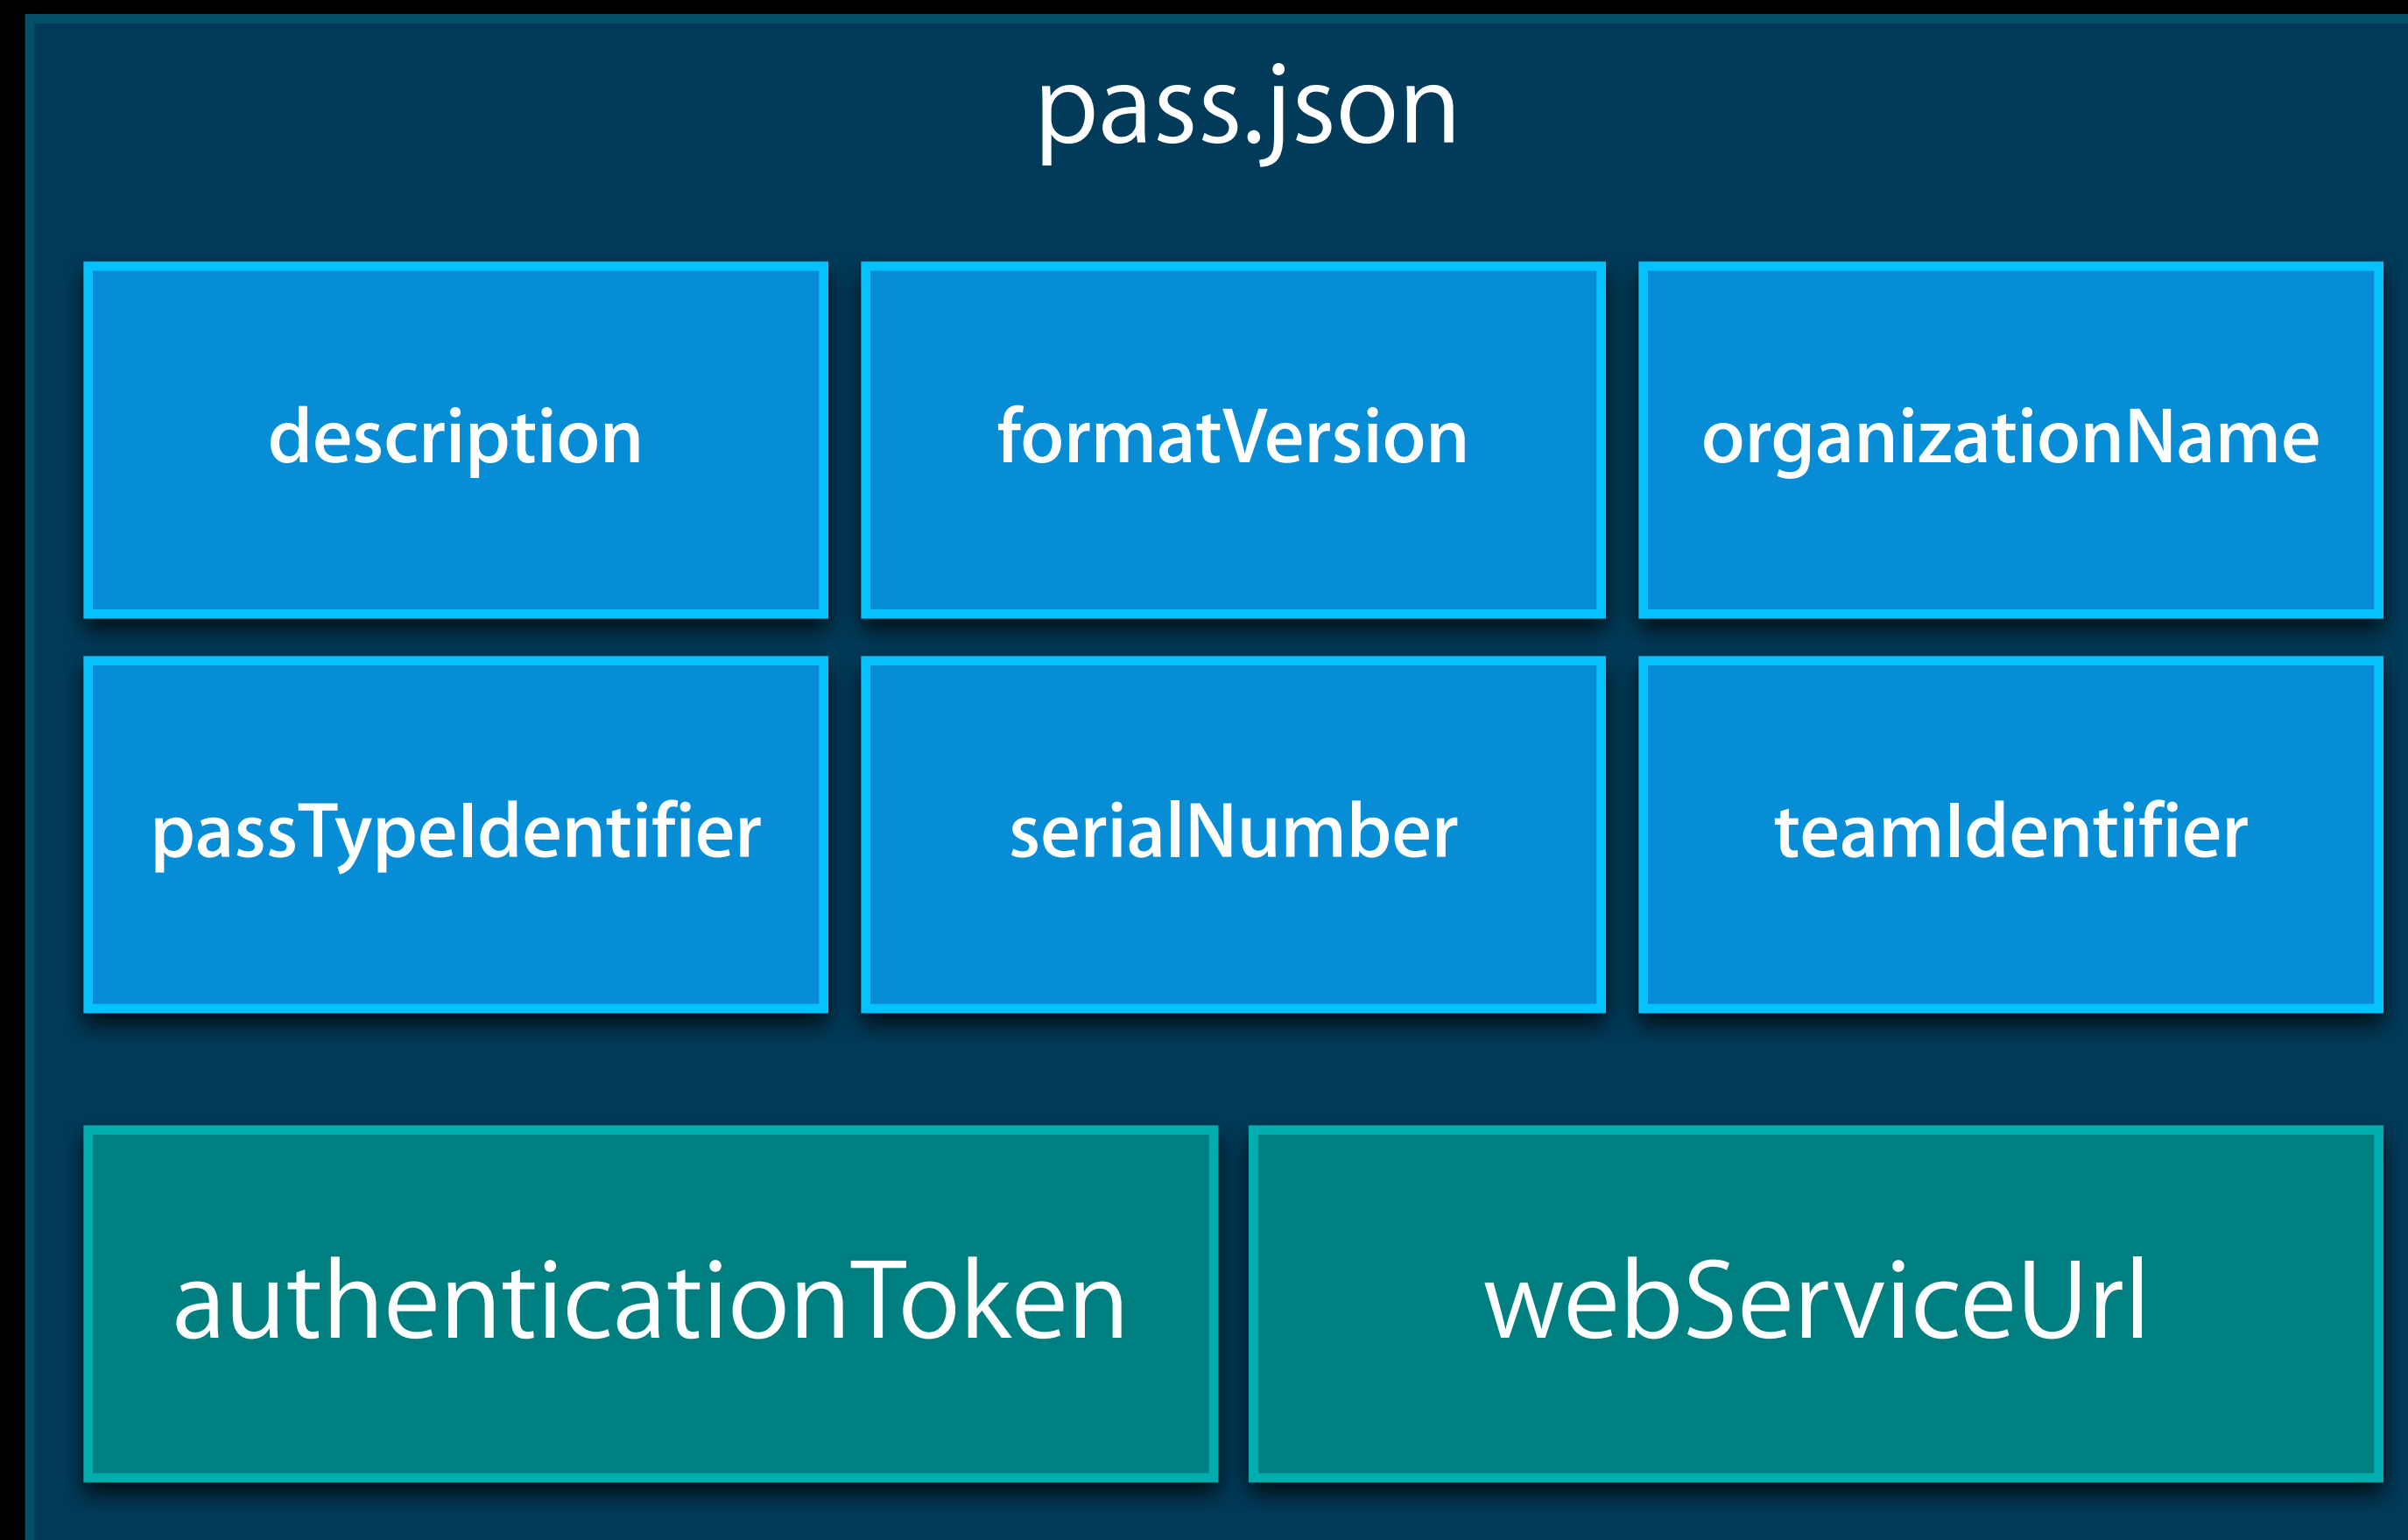 pass.json
description
formatVersion
organizationName
passTypeIdentifier
serialNumber
teamIdentifier
authenticationToken
webServiceUrl